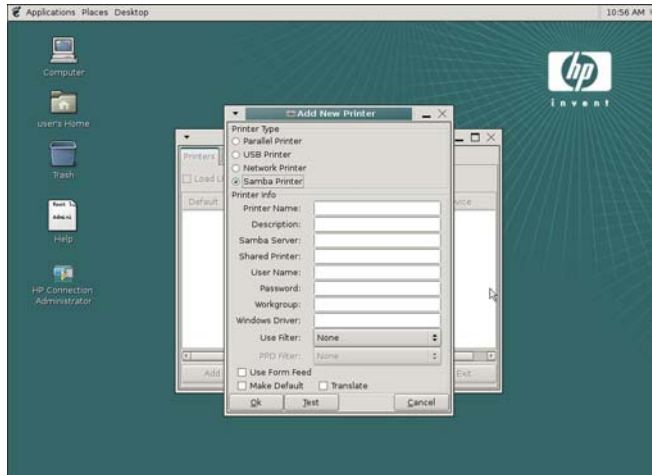 Applications Places Desktop
10:56 AM
Computer
hp
invent
Add New Printer
user's Home
Printer Type
Parallel Printer
USB Printer
Printers
Network Printer
Trash
Load Li
Samba Printer
Printer Info
Default
vice
Printer Name:
Description:
Samba Server:
Help
Shared Printer:
User Name:
HP Connection
Administrator
Password:
Workgroup:
Windows Driver:
Use Filter: None
PPD Filter: None
Add
Use Form Feed
Exit
Make Default Translate
Ok Test Cancel